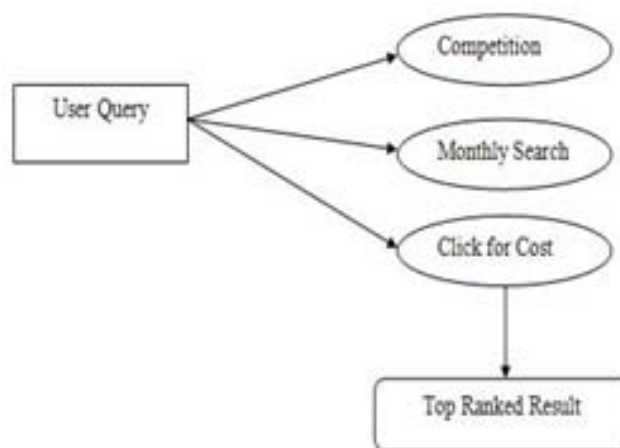 Competition
User Query
Monthly Search
Click for Cost
Top Ranked Result